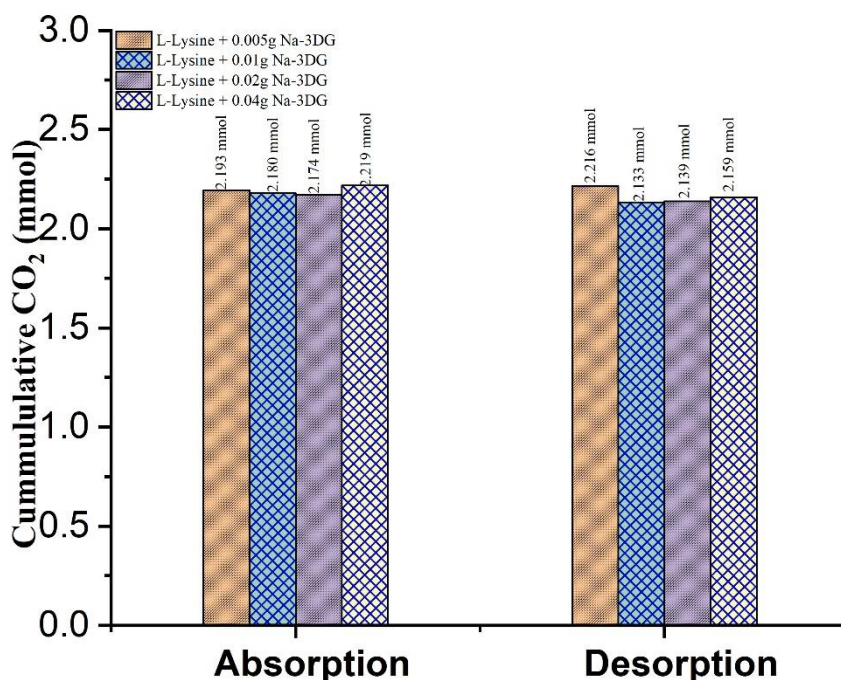 3.0
2.5
2.0
1.5
1.0
0.5
0.0
Cummululative CO₂ (mmol)
L-Lysine + 0.005g Na-3DG
L-Lysine + 0.01g Na-3DG
L-Lysine + 0.02g Na-3DG
L-Lysine + 0.04g Na-3DG
2.193 mmol
2.180 mmol
2.174 mmol
2.219 mmol
2.216 mmol
2.133 mmol
2.139 mmol
2.159 mmol
Absorption
Desorption